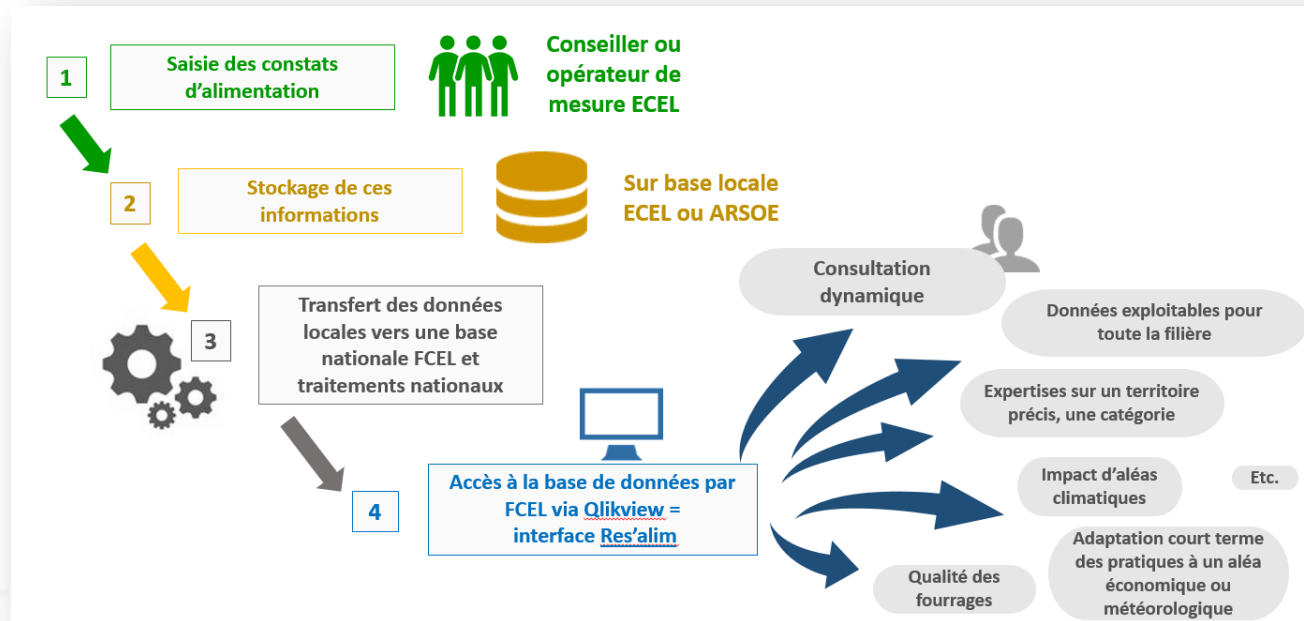 1
Saisie des constats
d’alimentation
Conseiller ou
opérateur de
mesure ECEL
2
Stockage de ces
informations
Sur base locale
ECEL ou ARSOE
3
Transfert des données
locales vers une base
nationale FCEL et
traitements nationaux
4
Accès à la base de données par
FCEL via Qlikview =
interface Res’alim
Consultation
dynamique
Données exploitables pour
toute la filière
Expertises sur un territoire
précis, une catégorie
Impact d’aléas
climatiques
Etc.
Adaptation court terme
des pratiques à un aléa
économique ou
météorologique
Qualité des
fourrages